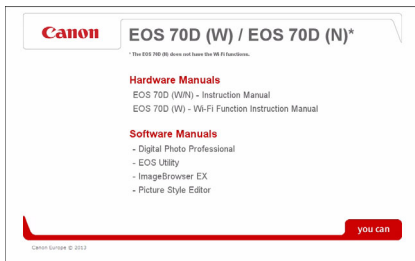 Canon
EOS 70D (W) / EOS 70D (N)*
* The EOS 70D (N) does not have the Wi-Fi functions.
Hardware Manuals
EOS 70D (W/N) - Instruction Manual
EOS 70D (W) - Wi-Fi Function Instruction Manual
Software Manuals
- Digital Photo Professional
- EOS Utility
- ImageBrowser EX
- Picture Style Editor
you can
Canon Europe © 2013